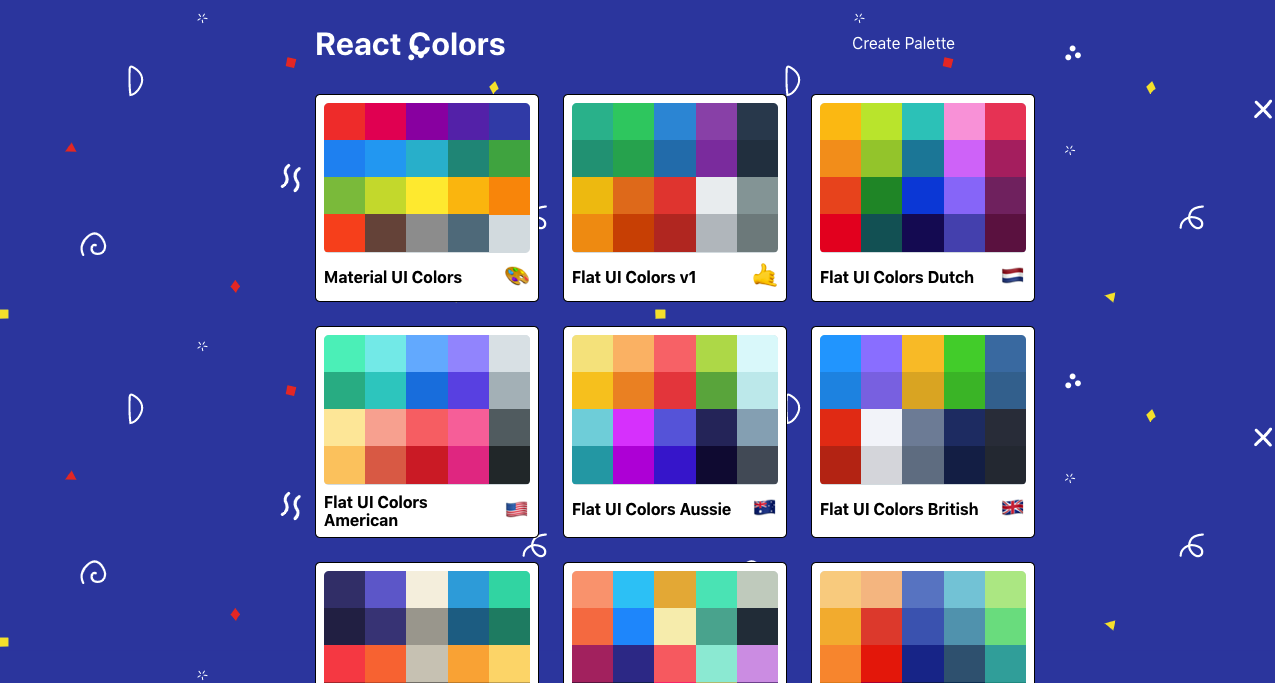 React Colors
Create Palette
Material UI Colors
Flat UI Colors v1
Flat UI Colors Dutch
Flat UI Colors
American
Flat UI Colors Aussie
Flat UI Colors British